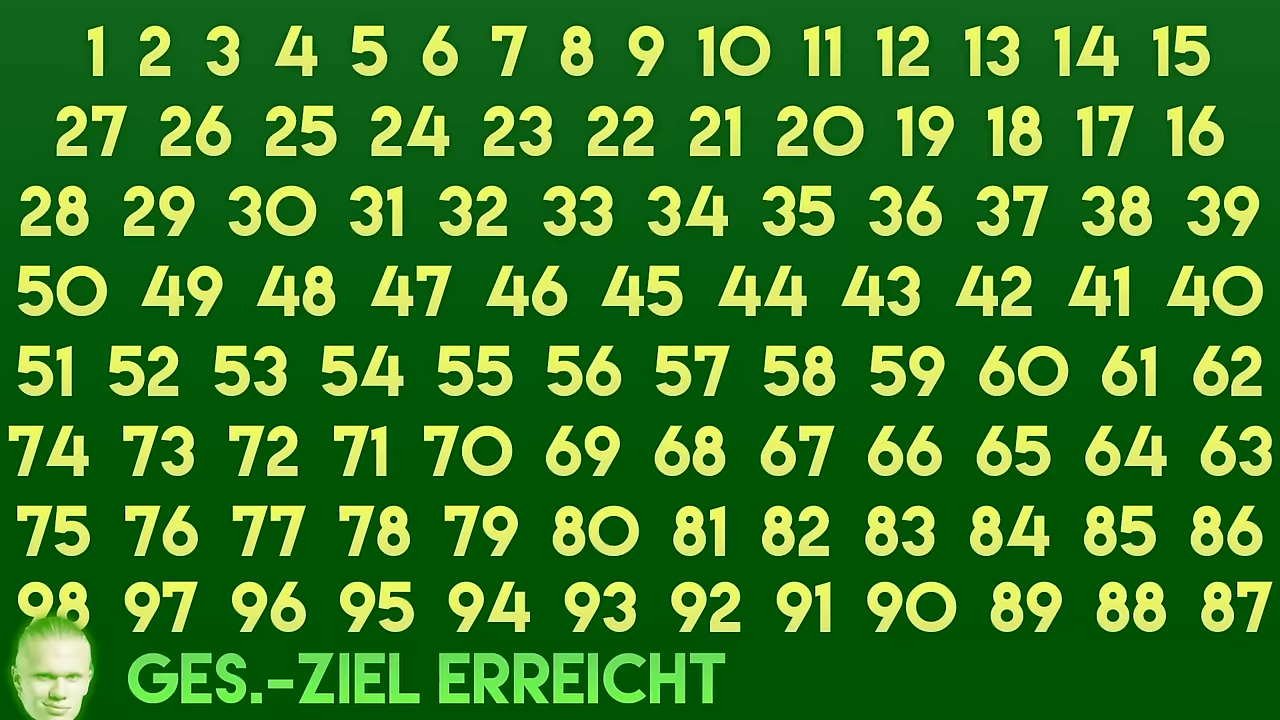 1 2 3 4 5 6 7 8 9 10 11 12 13 14 15
27 26 25 24 23 22 21 20 19 18 17 16
28 29 30 31 32 33 34 35 36 37 38 39
50 49 48 47 46 45 44 43 42 41 40
51 52 53 54 55 56 57 58 59 60 61 62
74 73 72 71 70 69 68 67 66 65 64 63
75 76 77 78 79 80 81 82 83 84 85 86
98 97 96 95 94 93 92 91 90 89 88 87
GES.-ZIEL ERREICHT